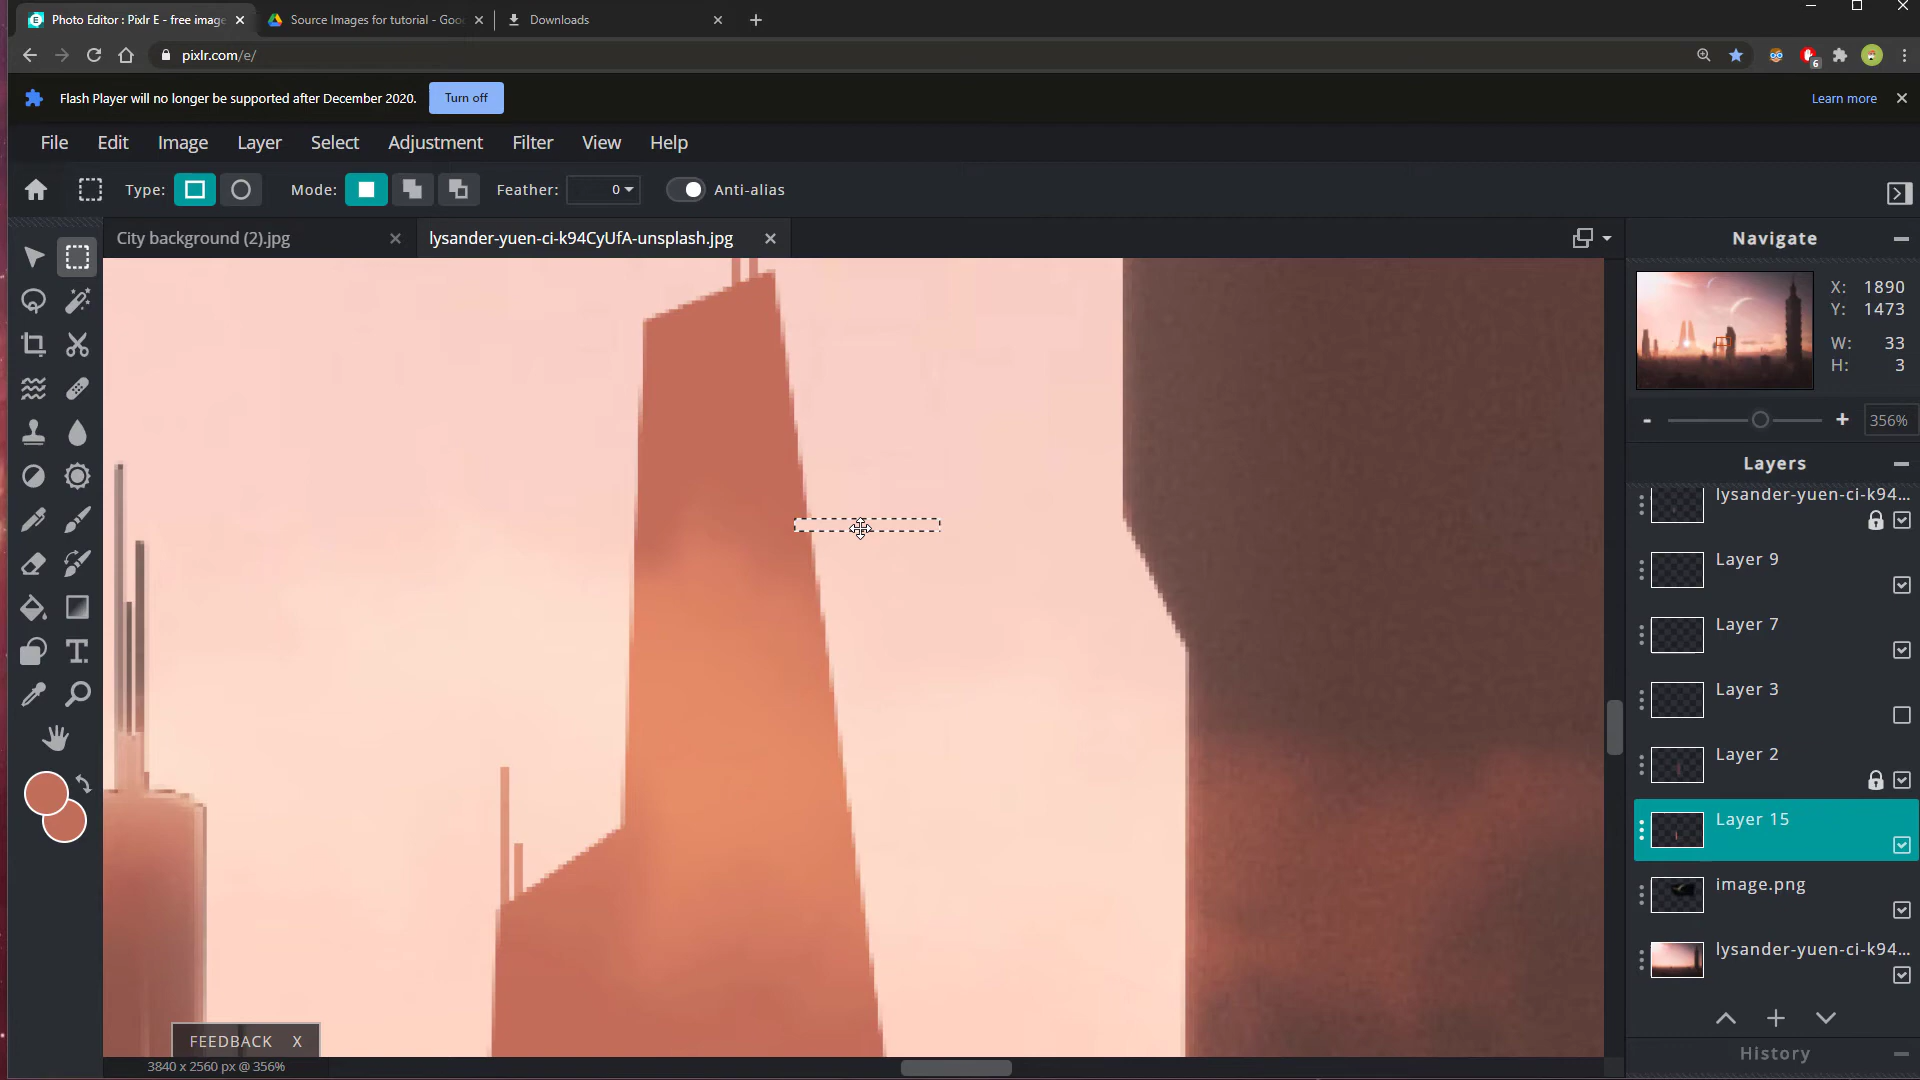 Photo Editor : Pixlr E - free image
Source Images for tutorial - Goo
Downloads
pixlr.com/e/
6
Flash Player will no longer be supported after December 2020.
Turn off
Learn more
File Edit Image Layer Select Adjustment Filter View Help
Type: Mode: Feather: 0 Anti-alias
City background (2).jpg
lysander-yuen-ci-k94CyUfA-unsplash.jpg
Navigate
X: 1890
Y: 1473
W: 33
H: 3
- + 356%
Layers
lysander-yuen-ci-k94...
Layer 9
Layer 7
Layer 3
Layer 2
Layer 15
image.png
lysander-yuen-ci-k94...
History
FEEDBACK X
3840 x 2560 px @ 356%